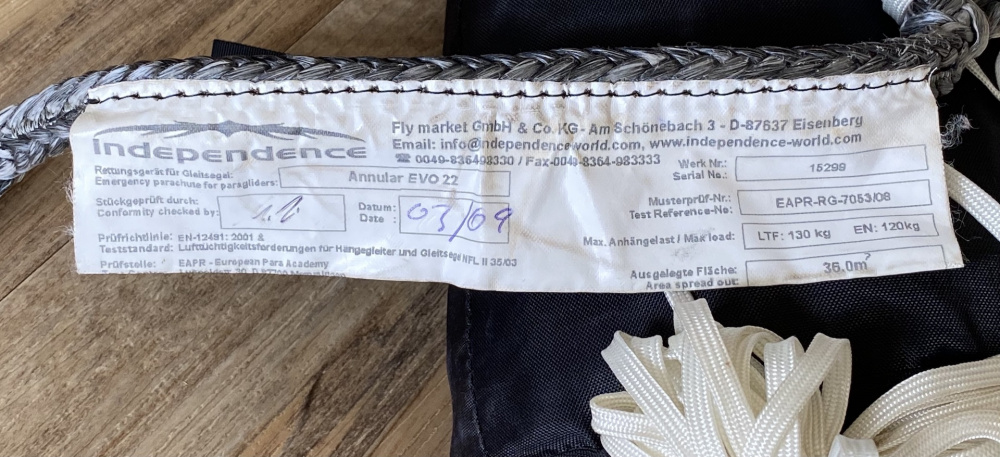 independence
Fly market GmbH & Co. KG - Am Schönebach 3 - D-87637 Eisenberg
Email: info@independence-world.com, www.independence-world.com
☎ 0049-836498330 / Fax-0049-8364-983333
Rettungsgerät für Gleitsegel:
Emergency parachute for paragliders:
Annular EVO 22
Werk Nr.:
Serial No.:
15299
Stückgeprüft durch:
Conformity checked by:
Datum:
Date :
03/09
Musterprüf-Nr.:
Test Reference-No:
EAPR-RG-7053/08
Max. Anhängelast / Max load:
LTF: 130 kg EN: 120kg
Prüfrichtlinie: EN-12491: 2001 &
Teststandard: Lufttüchtigkeitsforderungen für Hängegleiter und Gleitsegel NFL II 35/03
Prüfstelle: EAPR - European Para Academy
Ausgelegte Fläche:
Area spread out:
36.0m²